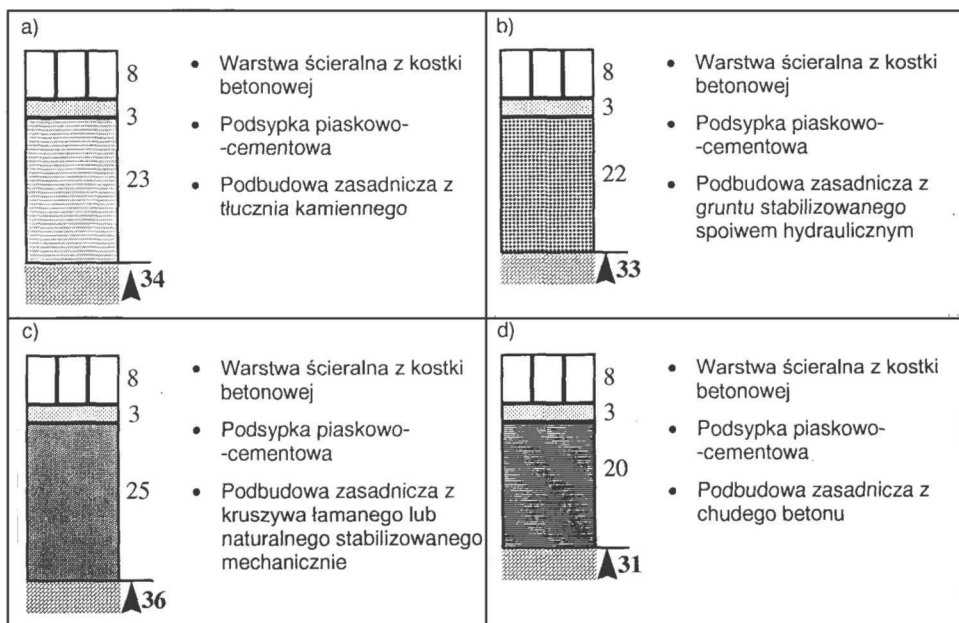 a)
8
3
23
34
• Warstwa ścieralna z kostki
betonowej
• Podsypka piaskowo-
-cementowa
• Podbudowa zasadnicza z
tłucznia kamiennego
b)
8
3
22
33
• Warstwa ścieralna z kostki
betonowej
• Podsypka piaskowo-
-cementowa
• Podbudowa zasadnicza z
gruntu stabilizowanego
spoiwem hydraulicznym
c)
8
3
25
36
• Warstwa ścieralna z kostki
betonowej
• Podsypka piaskowo-
-cementowa
• Podbudowa zasadnicza z
kruszywa łamanego lub
naturalnego stabilizowanego
mechanicznie
d)
8
3
20
31
• Warstwa ścieralna z kostki
betonowej
• Podsypka piaskowo-
-cementowa
• Podbudowa zasadnicza z
chudego betonu